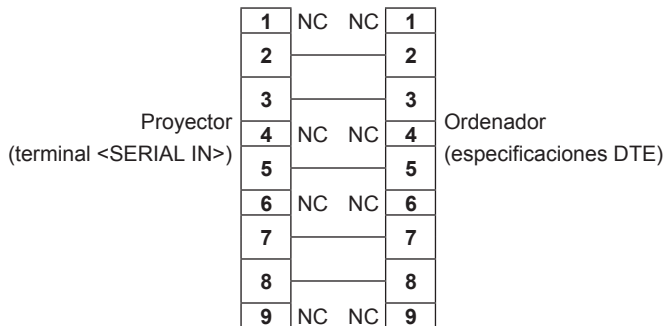 1 NC NC 1
2 2
3 3
Proyector
(terminal <SERIAL IN>)
4 NC NC 4
Ordenador
(especificaciones DTE)
5 5
6 NC NC 6
7 7
8 8
9 NC NC 9